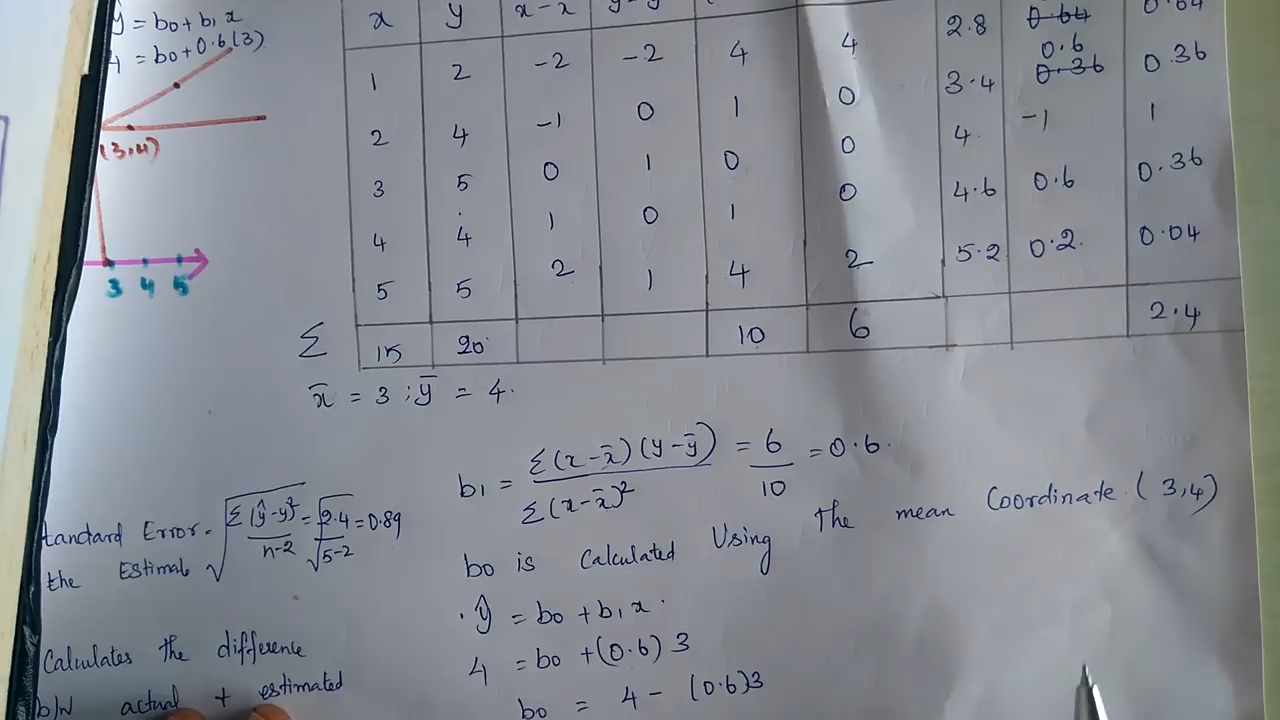 ŷ = b0 + b1 x
4 = b0 + 0.6(3)
(3,4)
3 4 5
x y x - x̄ y - ȳ
2.8 0.64 0.64
1 2 -2 -2 4 4 0.6
3.4 0.36 0.36
2 4 -1 0 1 0 4 -1 1
3 5 0 1 0 0 4.6 0.6 0.36
4 4 1 0 1 0 5.2 0.2 0.04
5 5 2 1 4 2
Σ 15 20 10 6 2.4
x̄ = 3 ; ȳ = 4.
b1 = Σ(x-x̄)(y-ȳ) / Σ(x-x̄)² = 6/10 = 0.6.
tandard Error. √Σ(ŷ-y)²/n-2 = √2.4/√5-2 = 0.89
the Estimate
b0 is Calculated Using the mean Coordinate (3,4)
ŷ = b0 + b1 x.
4 = b0 + (0.6) 3
b0 = 4 - (0.6)3
Calculates the difference
b/w actual + estimated